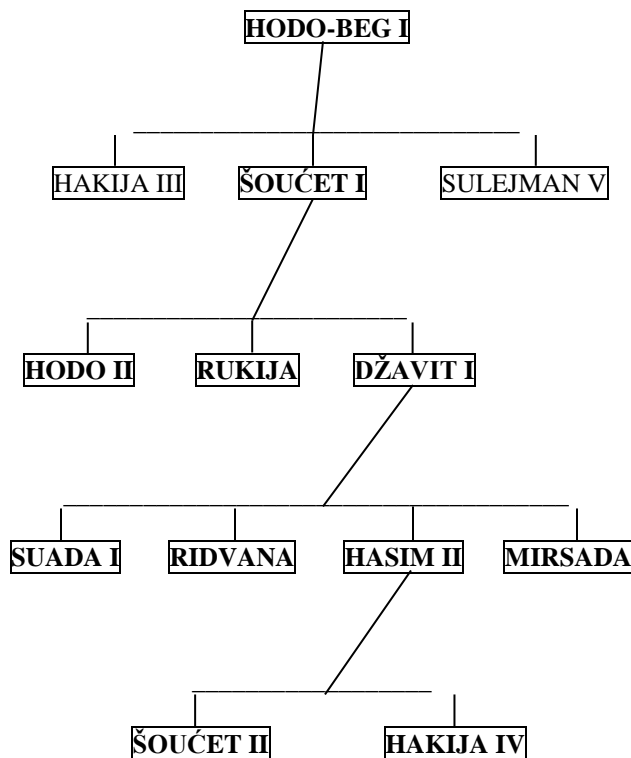 HODO-BEG I
HAKIJA III ŠOUĆET I SULEJMAN V
HODO II RUKIJA DŽAVIT I
SUADA I RIDVANA HASIM II MIRSADA
ŠOUĆET II HAKIJA IV